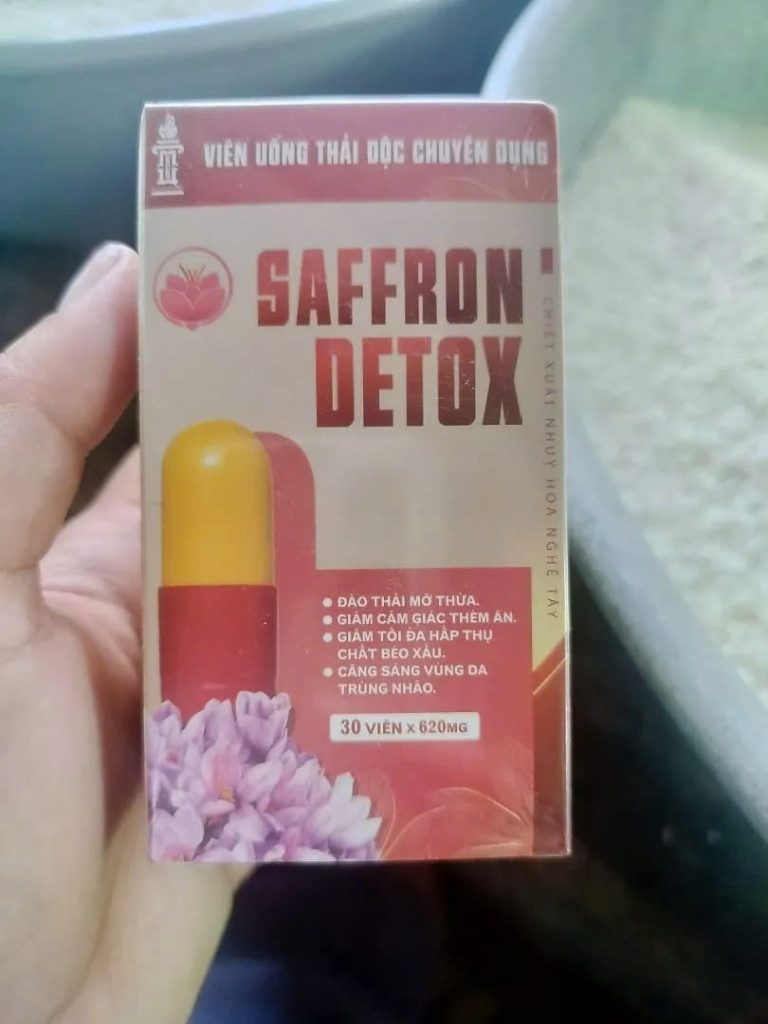 VIÊN UỐNG THẢI ĐỘC CHUYÊN DỤNG
SAFFRON
DETOX
CHIẾT XUẤT NHUỴ HOA NGHỆ TÂY
ĐÀO THẢI MỠ THỪA.
GIẢM CẢM GIÁC THÈM ĂN.
GIẢM TỐI ĐA HẤP THỤ
CHẤT BÉO XẤU.
CĂNG SÁNG VÙNG DA
TRÙNG NHÃO.
30 VIÊN X 620MG